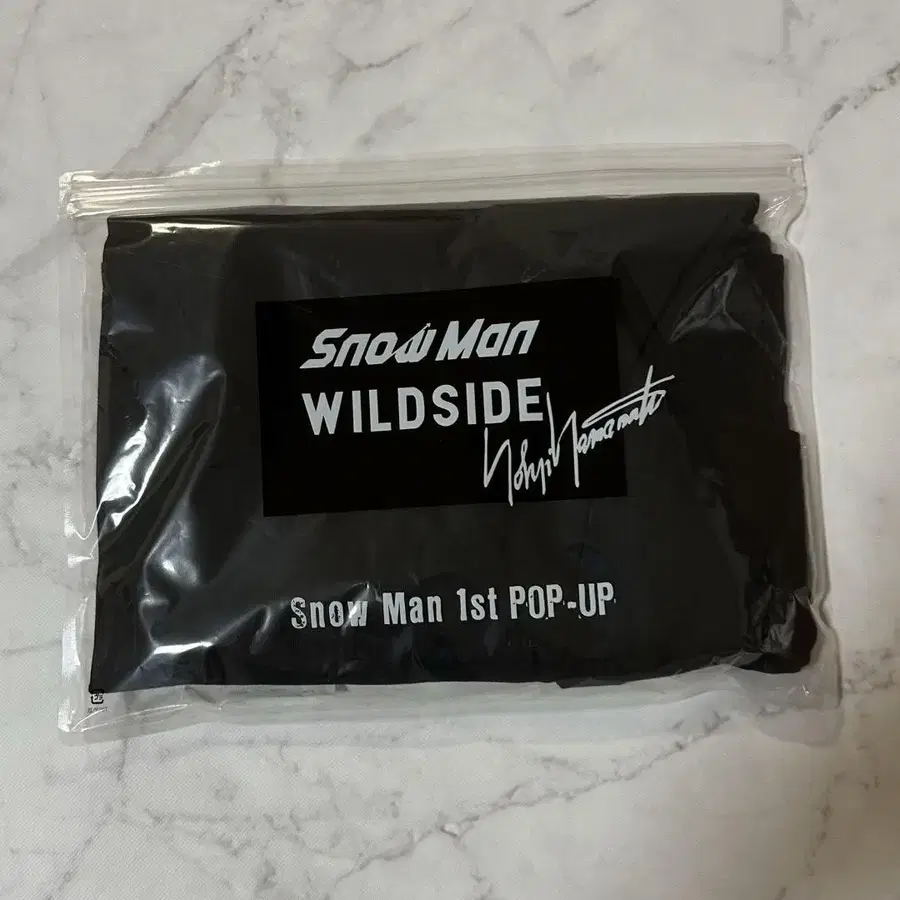 Snow Man
WILDSIDE
Yohji Yamamoto
Snow Man 1st POP-UP